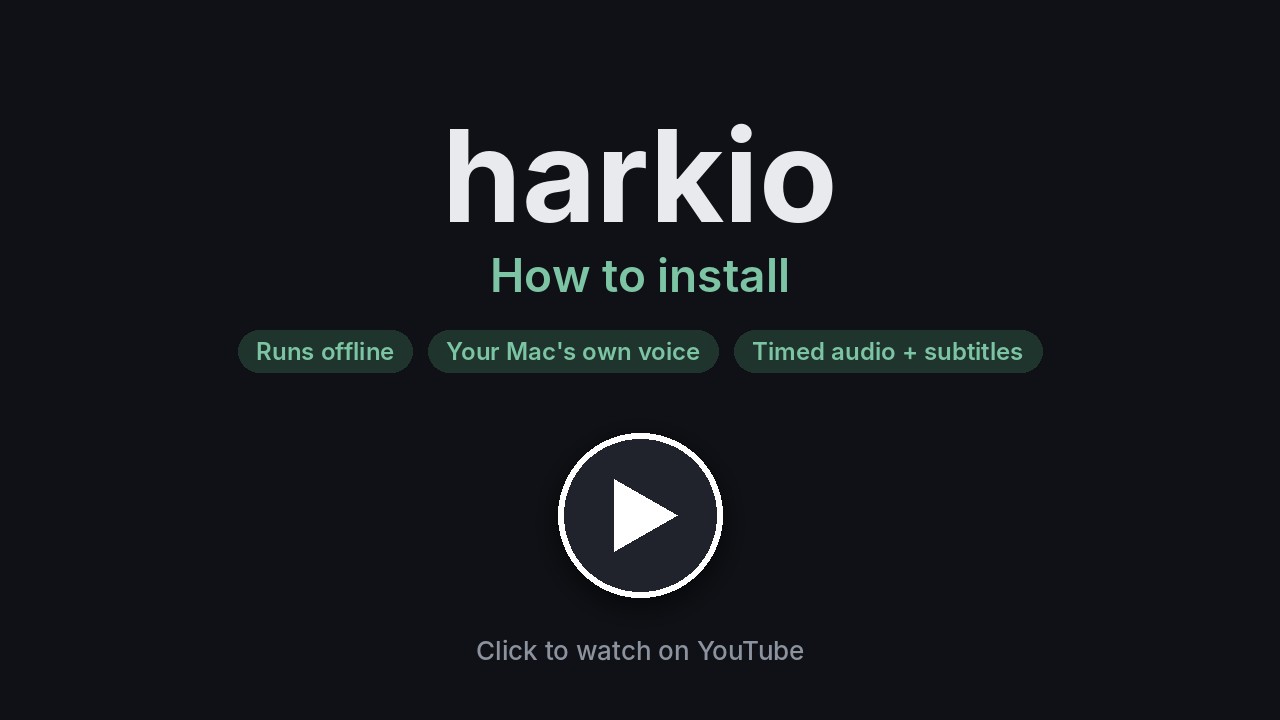 harkio
How to install
Runs offline
Your Mac's own voice
Timed audio + subtitles
Click to watch on YouTube